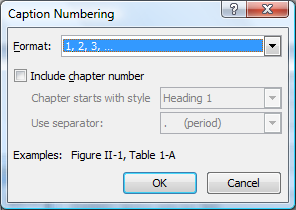 Caption Numbering
Format: 1, 2, 3, ...
Include chapter number
Chapter starts with style Heading 1
Use separator: . (period)
Examples: Figure II-1, Table 1-A
OK Cancel